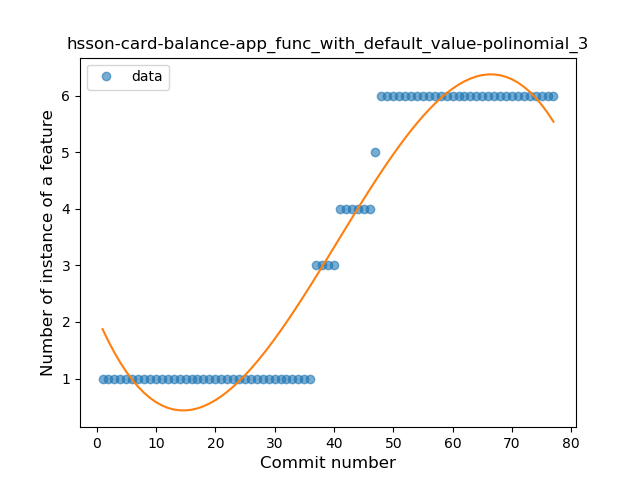 hsson-card-balance-app_func_with_default_value-polinomial_3
data
Number of instance of a feature
6
5
4
3
2
1
0 10 20 30 40 50 60 70 80
Commit number